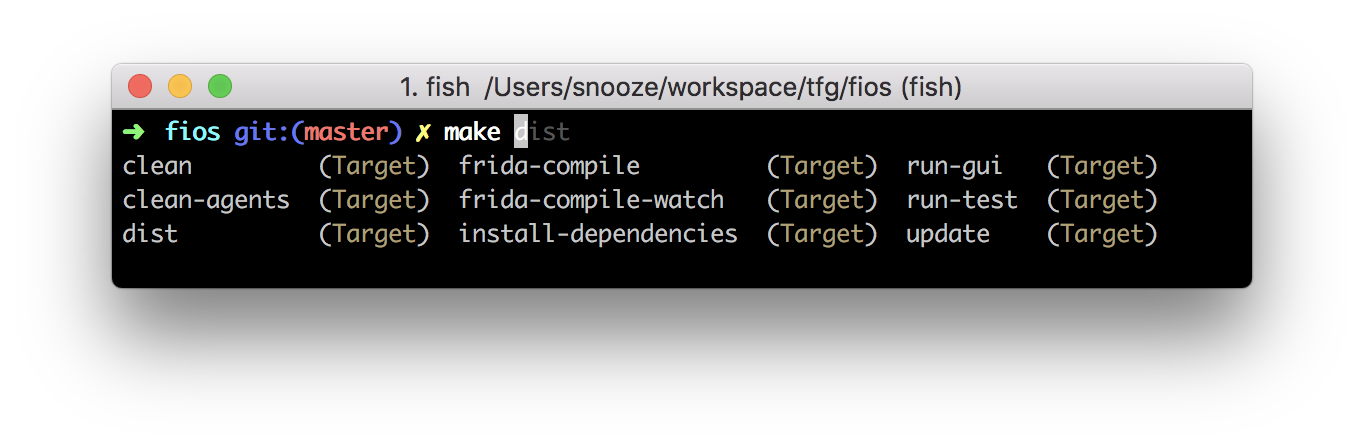 1. fish /Users/snooze/workspace/tfg/fios (fish)
➜ fios git:(master) ✗ make dist
clean (Target) frida-compile (Target) run-gui (Target)
clean-agents (Target) frida-compile-watch (Target) run-test (Target)
dist (Target) install-dependencies (Target) update (Target)